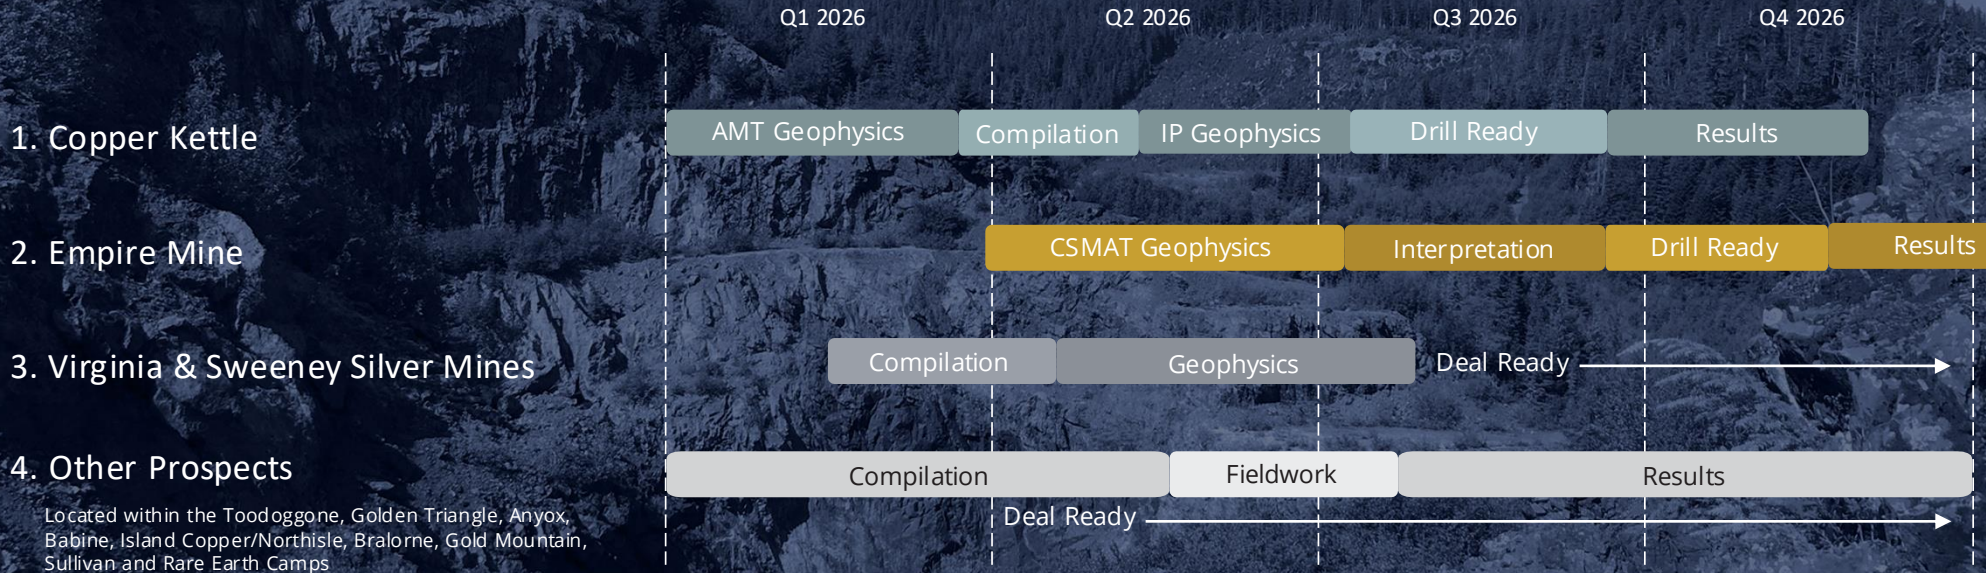 Q1 2026 Q2 2026 Q3 2026 Q4 2026
1. Copper Kettle AMT Geophysics Compilation IP Geophysics Drill Ready Results
2. Empire Mine CSMAT Geophysics Interpretation Drill Ready Results
3. Virginia & Sweeney Silver Mines Compilation Geophysics Deal Ready
4. Other Prospects Compilation Fieldwork Results
Located within the Toodoggone, Golden Triangle, Anyox, Deal Ready
Babine, Island Copper/Northisle, Bralorne, Gold Mountain,
Sullivan and Rare Earth Camps